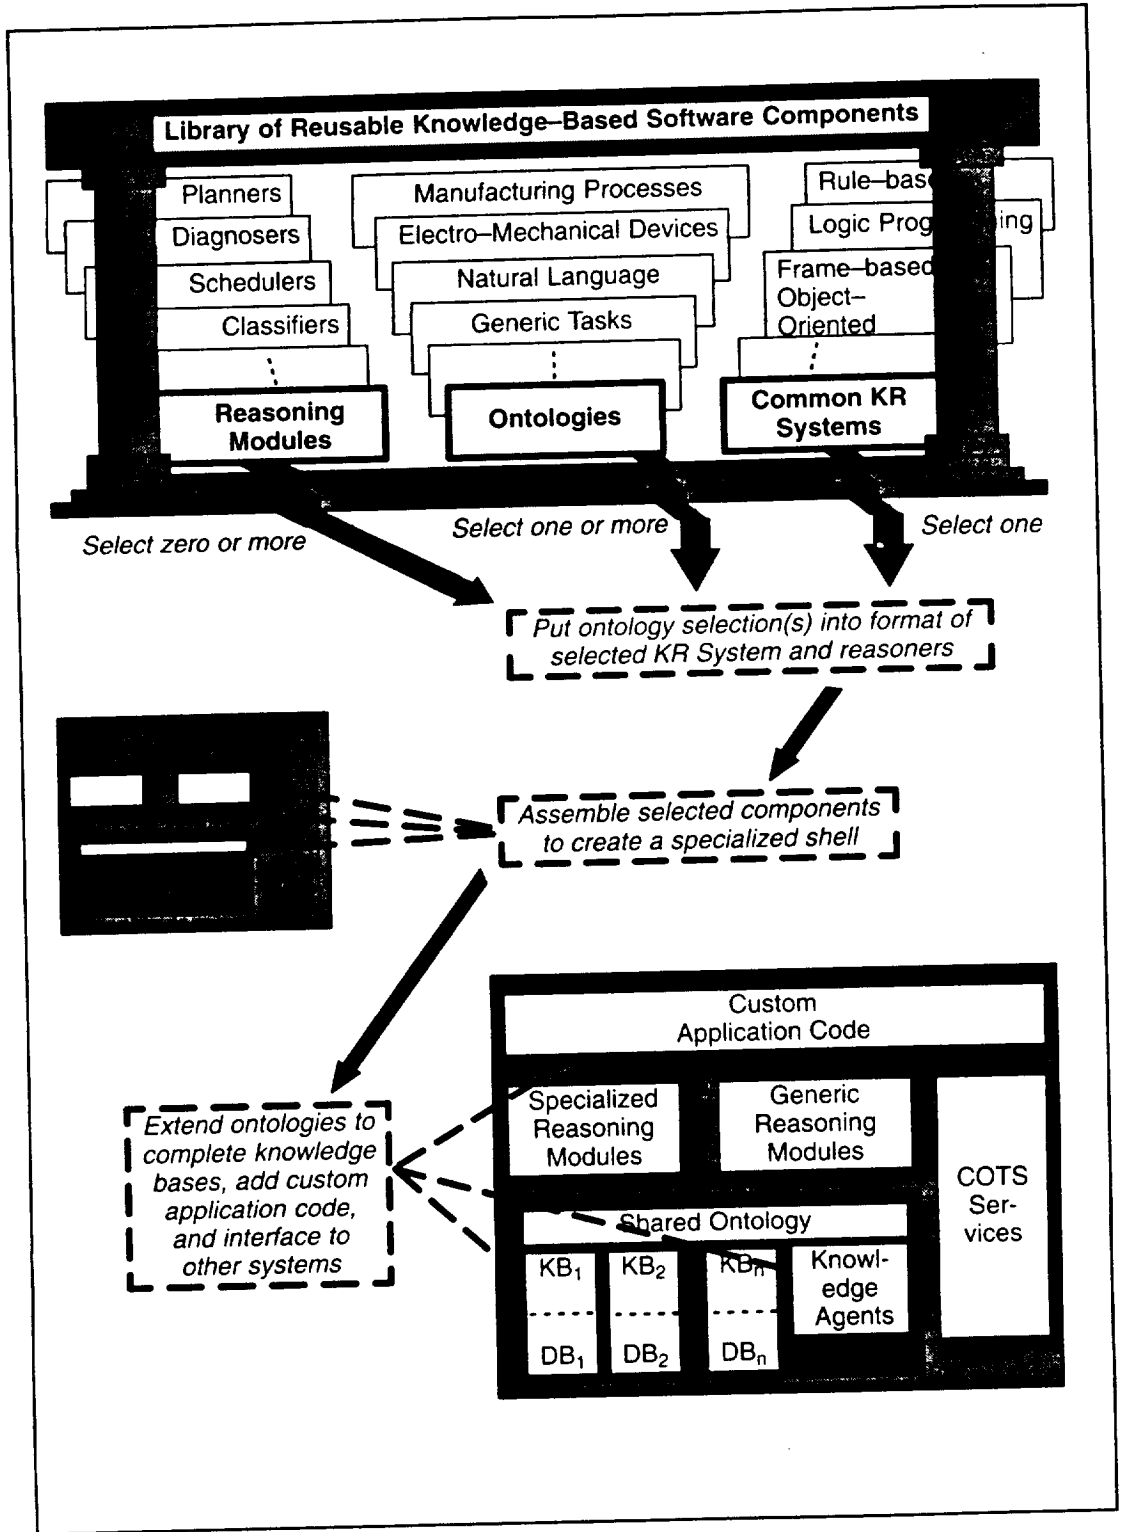 Library of Reusable Knowledge–Based Software Components
Planners
Diagnosers
Schedulers
Classifiers
Reasoning
Modules
Manufacturing Processes
Electro–Mechanical Devices
Natural Language
Generic Tasks
Ontologies
Rule–base
Logic Prog ing
Frame–based
Object–
Oriented
Common KR
Systems
Select zero or more
Select one or more
Select one
Put ontology selection(s) into format of
selected KR System and reasoners
Assemble selected components
to create a specialized shell
Extend ontologies to
complete knowledge
bases, add custom
application code,
and interface to
other systems
Custom
Application Code
Specialized
Reasoning
Modules
Generic
Reasoning
Modules
COTS
Ser-
vices
Shared Ontology
KB1
KB2
KBn
Knowl-
edge
Agents
DB1
DB2
DBn